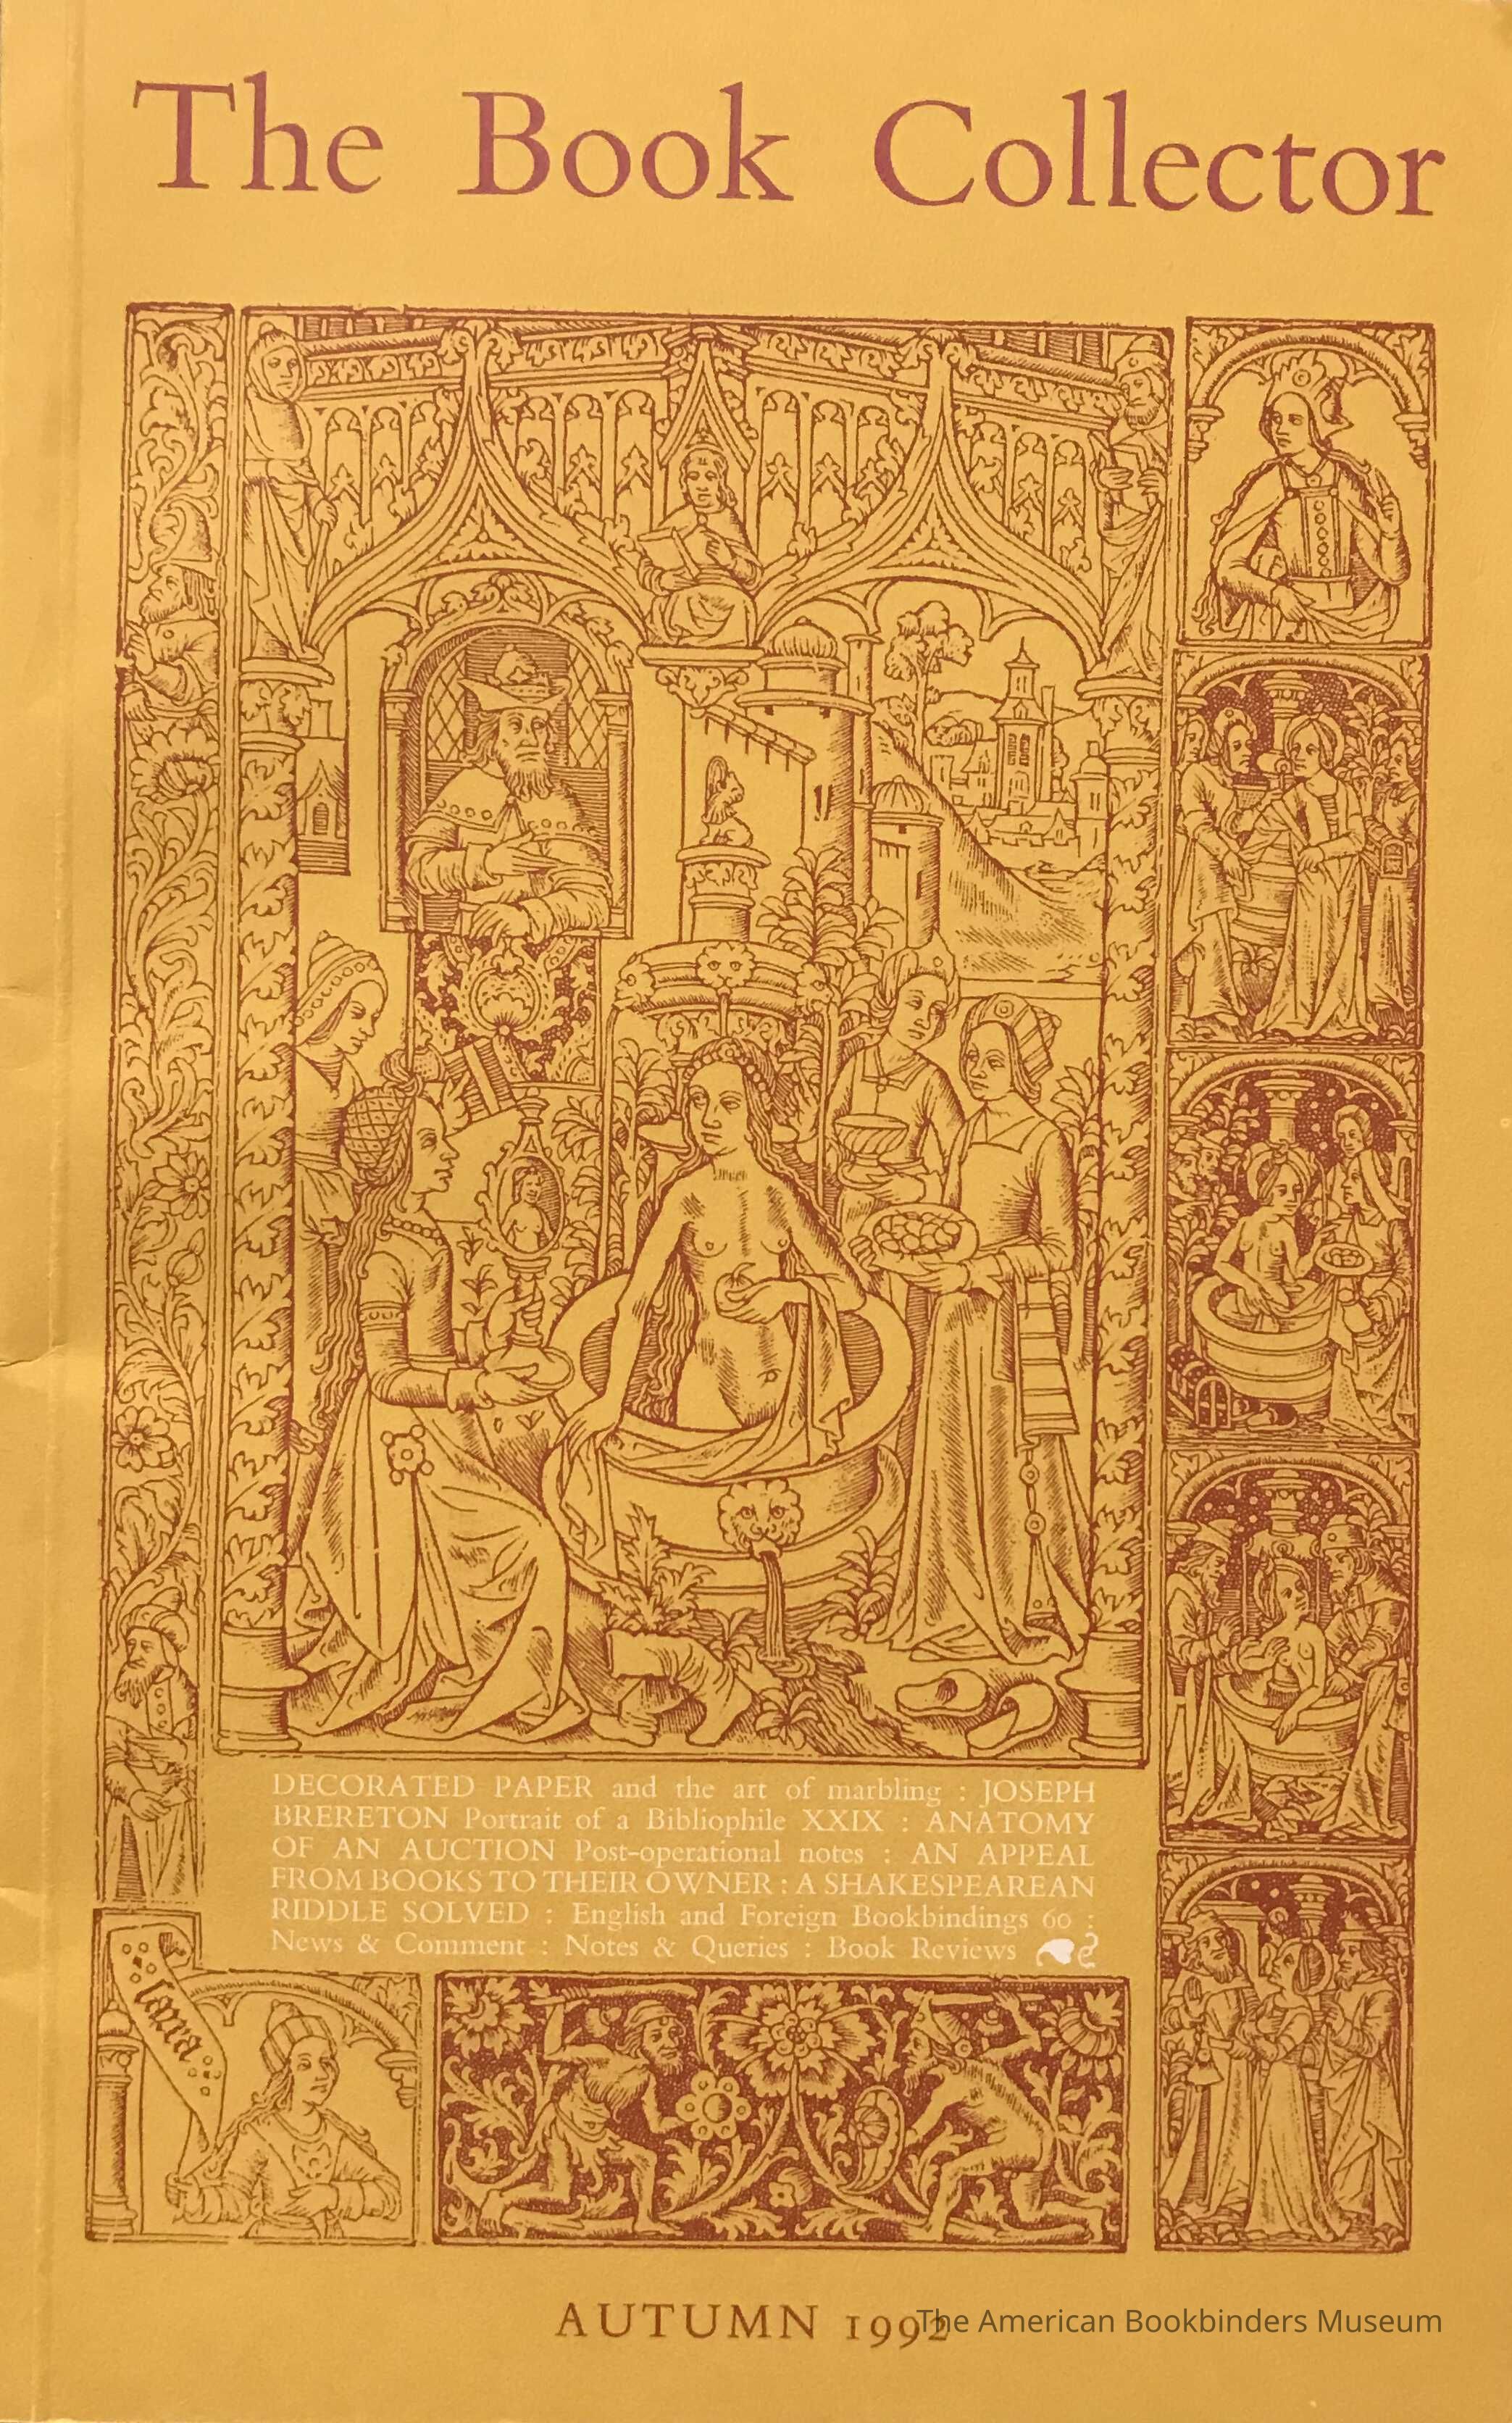 The Book Collector
DECORATED PAPER and the art of marbling : JOSEPH
BRERETON Portrait of a Bibliophile XXIX : ANATOMY
OF AN AUCTION Post-operational notes : AN APPEAL
FROM BOOKS TO THEIR OWNER : A SHAKESPEAREAN
RIDDLE SOLVED : English and Foreign Bookbindings 60 :
News & Comment : Notes & Queries : Book Reviews
AUTUMN 1992
The American Bookbinders Museum